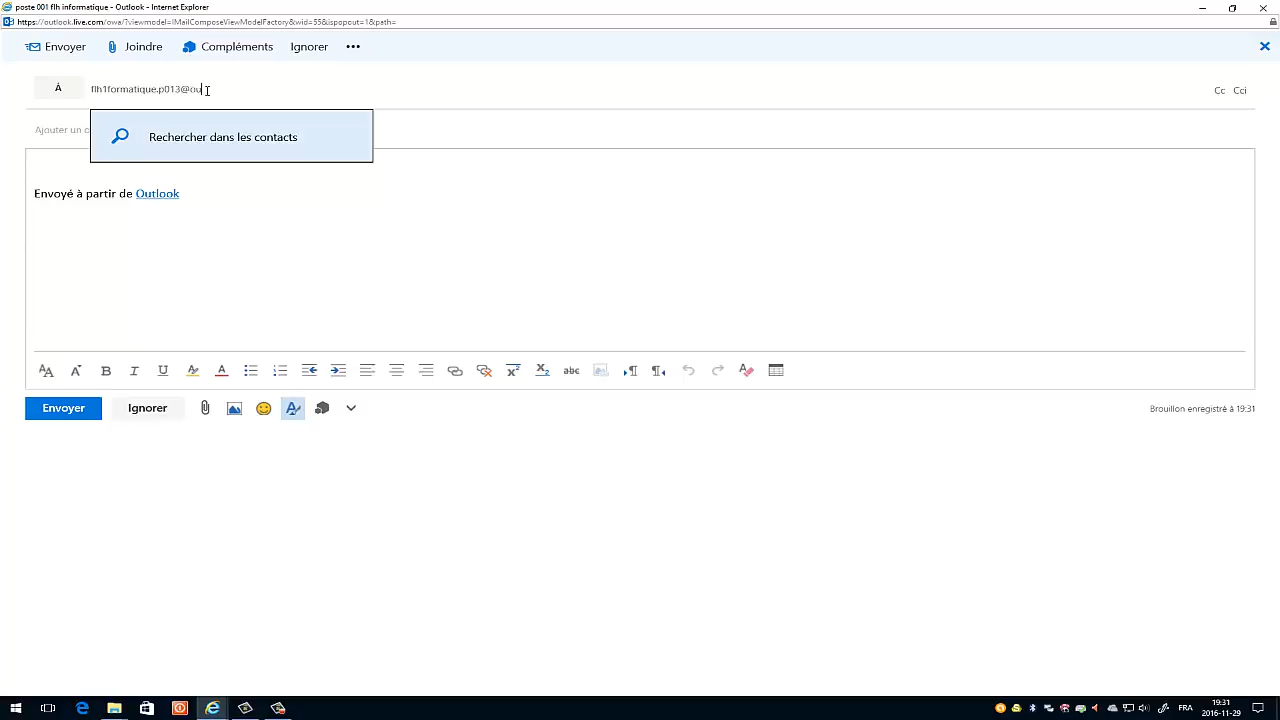 poste 001 flh informatique - Outlook - Internet Explorer
https://outlook.live.com/owa/?viewmodel=IMailComposeViewModelFactory&wid=55&ispopout=1&path=
Envoyer Joindre Compléments Ignorer
À flh1formatique.p013@ou Cc Cci
Ajouter un o
Rechercher dans les contacts
Envoyé à partir de Outlook
Envoyer Ignorer Brouillon enregistré à 19:31
FRA 19:31
2016-11-29